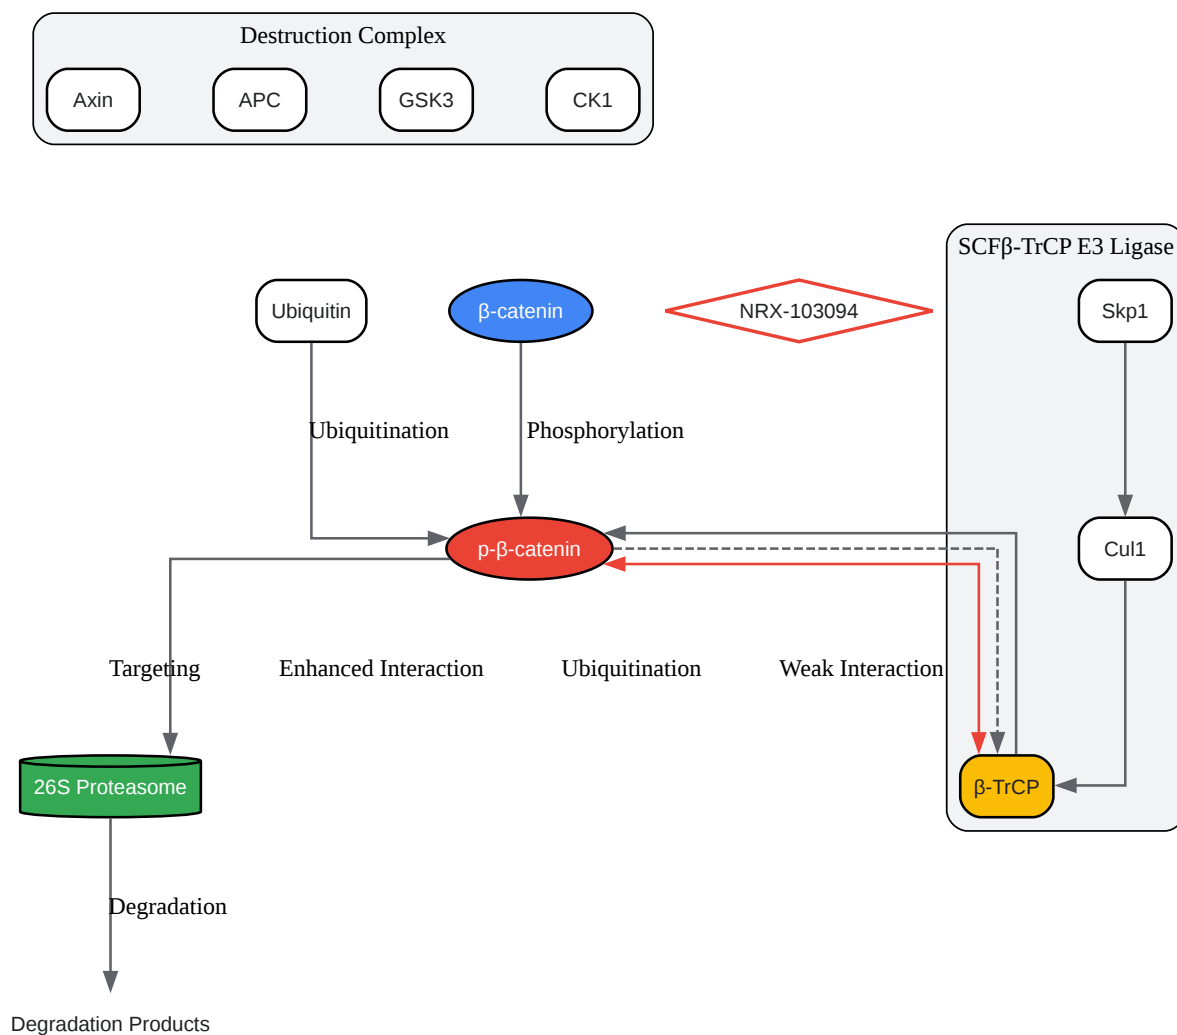 Destruction Complex
Axin
APC
GSK3
CK1
SCFβ-TrCP E3 Ligase
Ubiquitin
β-catenin
NRX-103094
Skp1
Ubiquitination
Phosphorylation
p-β-catenin
Cul1
Targeting
Enhanced Interaction
Ubiquitination
Weak Interaction
26S Proteasome
β-TrCP
Degradation
Degradation Products